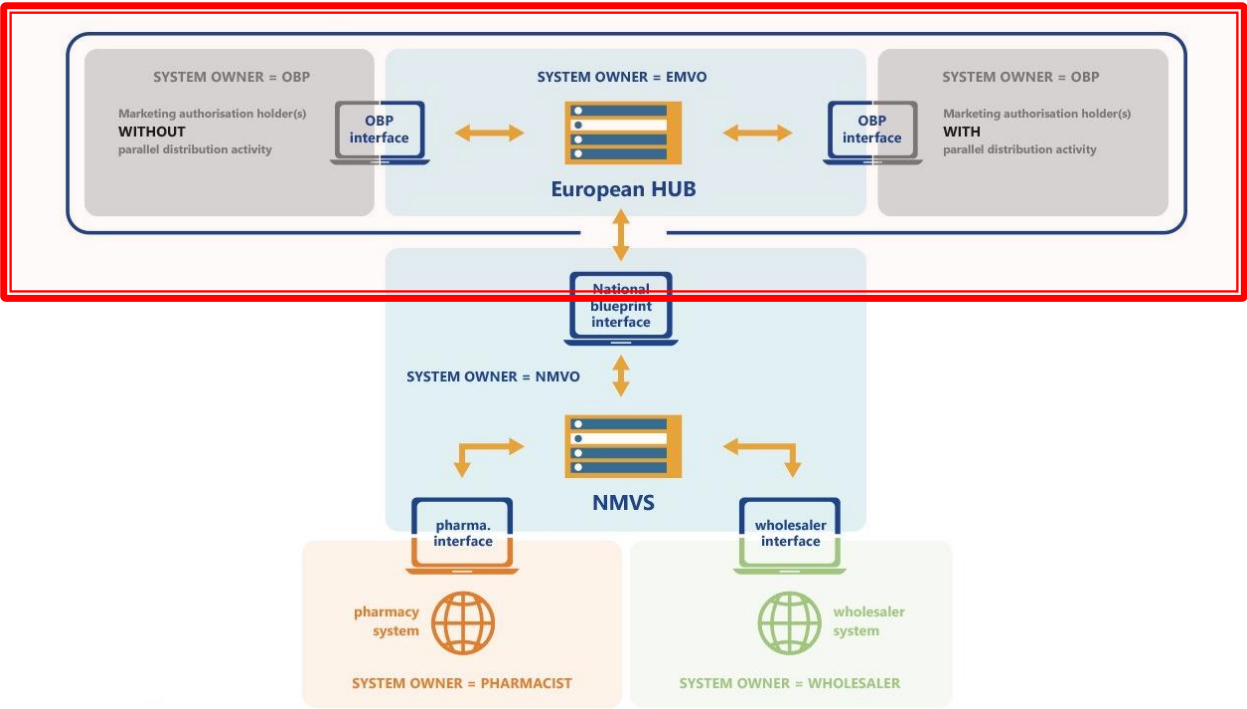 SYSTEM OWNER = OBP
Marketing authorisation holder(s)
WITHOUT
parallel distribution activity
OBP
interface
SYSTEM OWNER = EMVO
European HUB
OBP
interface
SYSTEM OWNER = OBP
Marketing authorisation holder(s)
WITH
parallel distribution activity
National
blueprint
interface
SYSTEM OWNER = NMVO
NMVS
pharma.
interface
wholesaler
interface
pharmacy
system
SYSTEM OWNER = PHARMACIST
wholesaler
system
SYSTEM OWNER = WHOLESALER